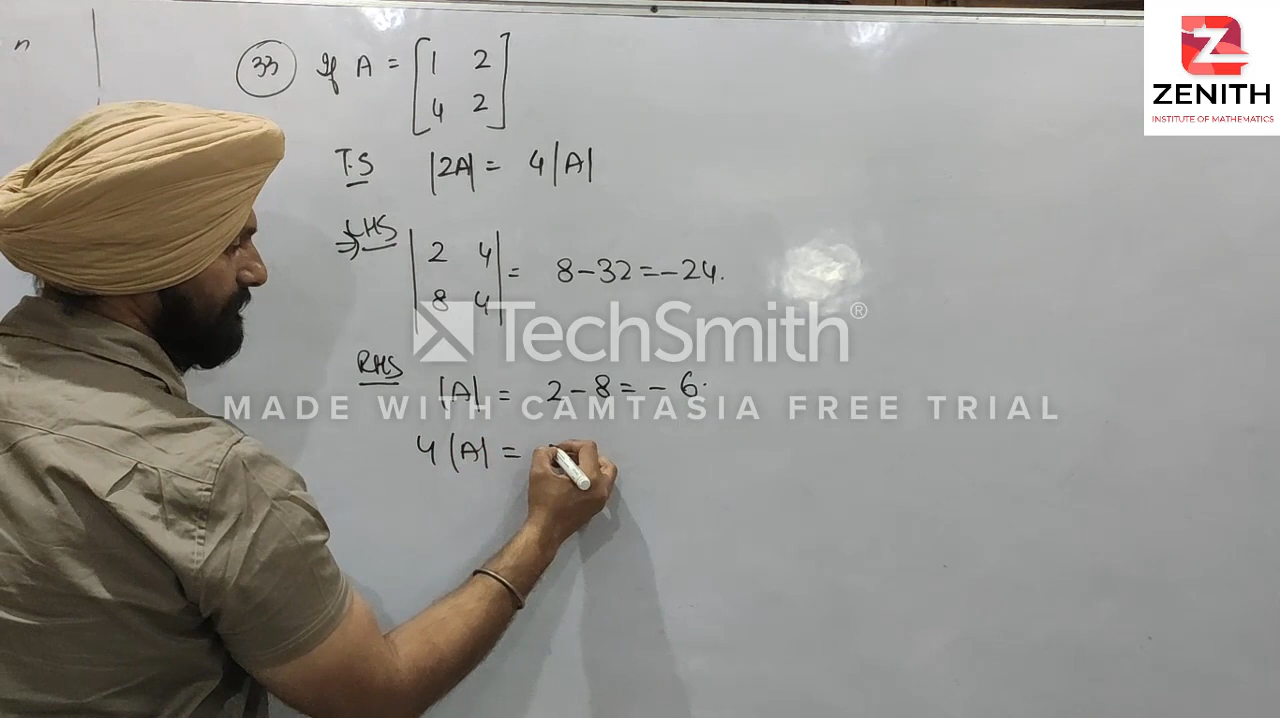 n
33 If A = [1 2
4 2]
T.S |2A| = 4|A|
⇒ LHS
|2 4
8 4| = 8-32=-24.
RHS
|A| = 2-8=-6.
4|A| =
Z
ZENITH
INSTITUTE OF MATHEMATICS
TechSmith®
MADE WITH CAMTASIA FREE TRIAL